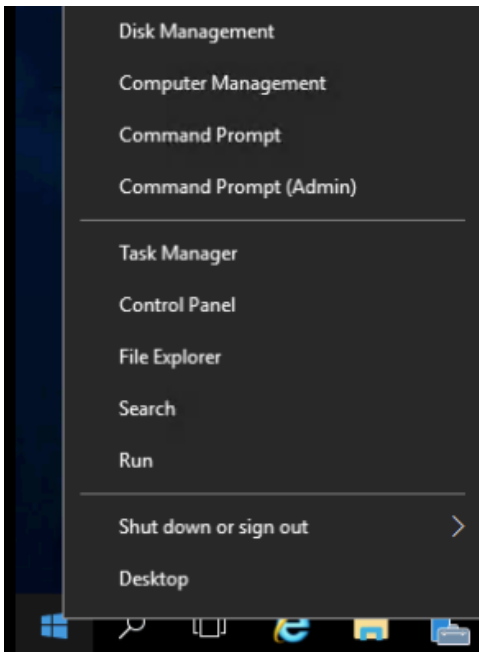 Disk Management
Computer Management
Command Prompt
Command Prompt (Admin)
Task Manager
Control Panel
File Explorer
Search
Run
Shut down or sign out
Desktop